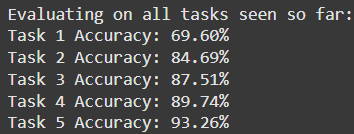 Evaluating on all tasks seen so far:
Task 1 Accuracy: 69.60%
Task 2 Accuracy: 84.69%
Task 3 Accuracy: 87.51%
Task 4 Accuracy: 89.74%
Task 5 Accuracy: 93.26%